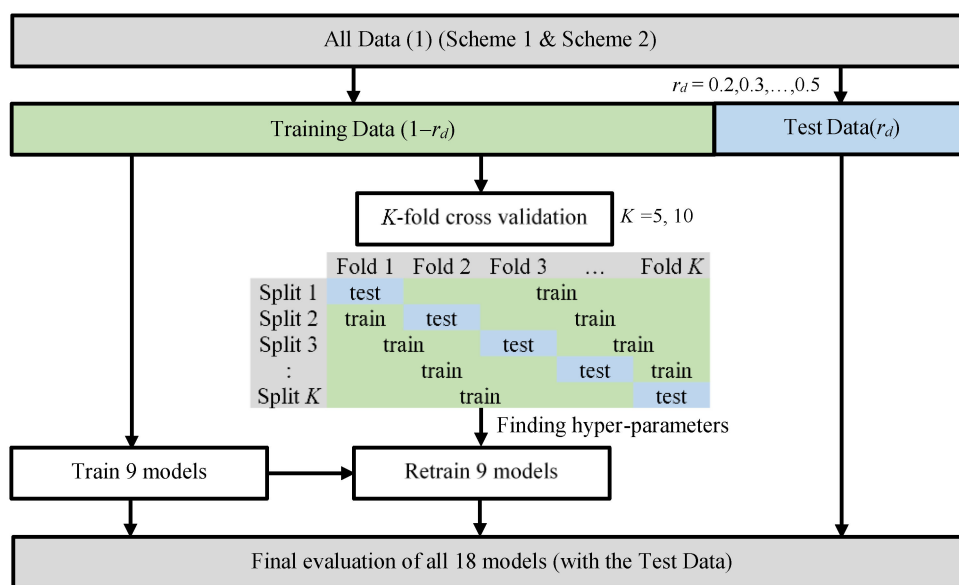 All Data (1) (Scheme 1 & Scheme 2)
r_d = 0.2,0.3,…,0.5
Training Data (1–r_d)
Test Data(r_d)
K-fold cross validation
K =5, 10
Fold 1 Fold 2 Fold 3 … Fold K
Split 1 test train
Split 2 train test train
Split 3 train test train
: train test train
Split K train test
Finding hyper-parameters
Train 9 models
Retrain 9 models
Final evaluation of all 18 models (with the Test Data)